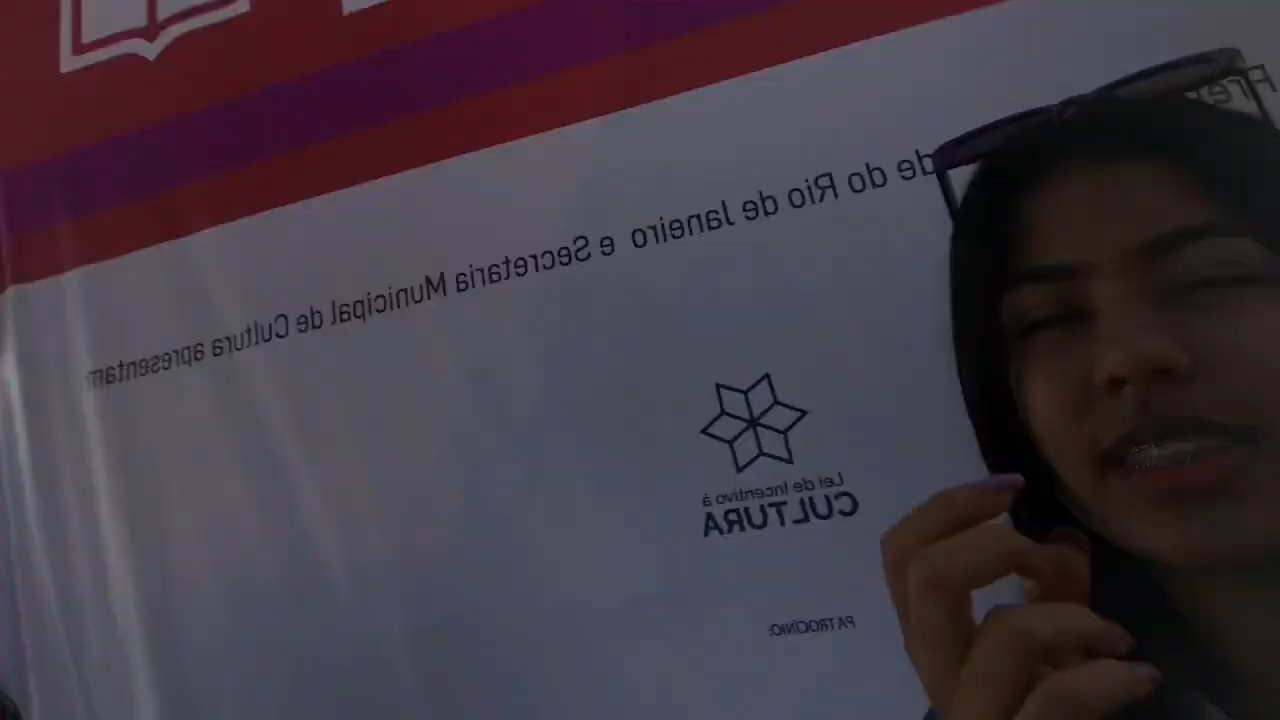 de do Rio de Janeiro e Secretaria Municipal de Cultura apresentam
Lei de Incentivo à
CULTURA
PATROCÍNIO: